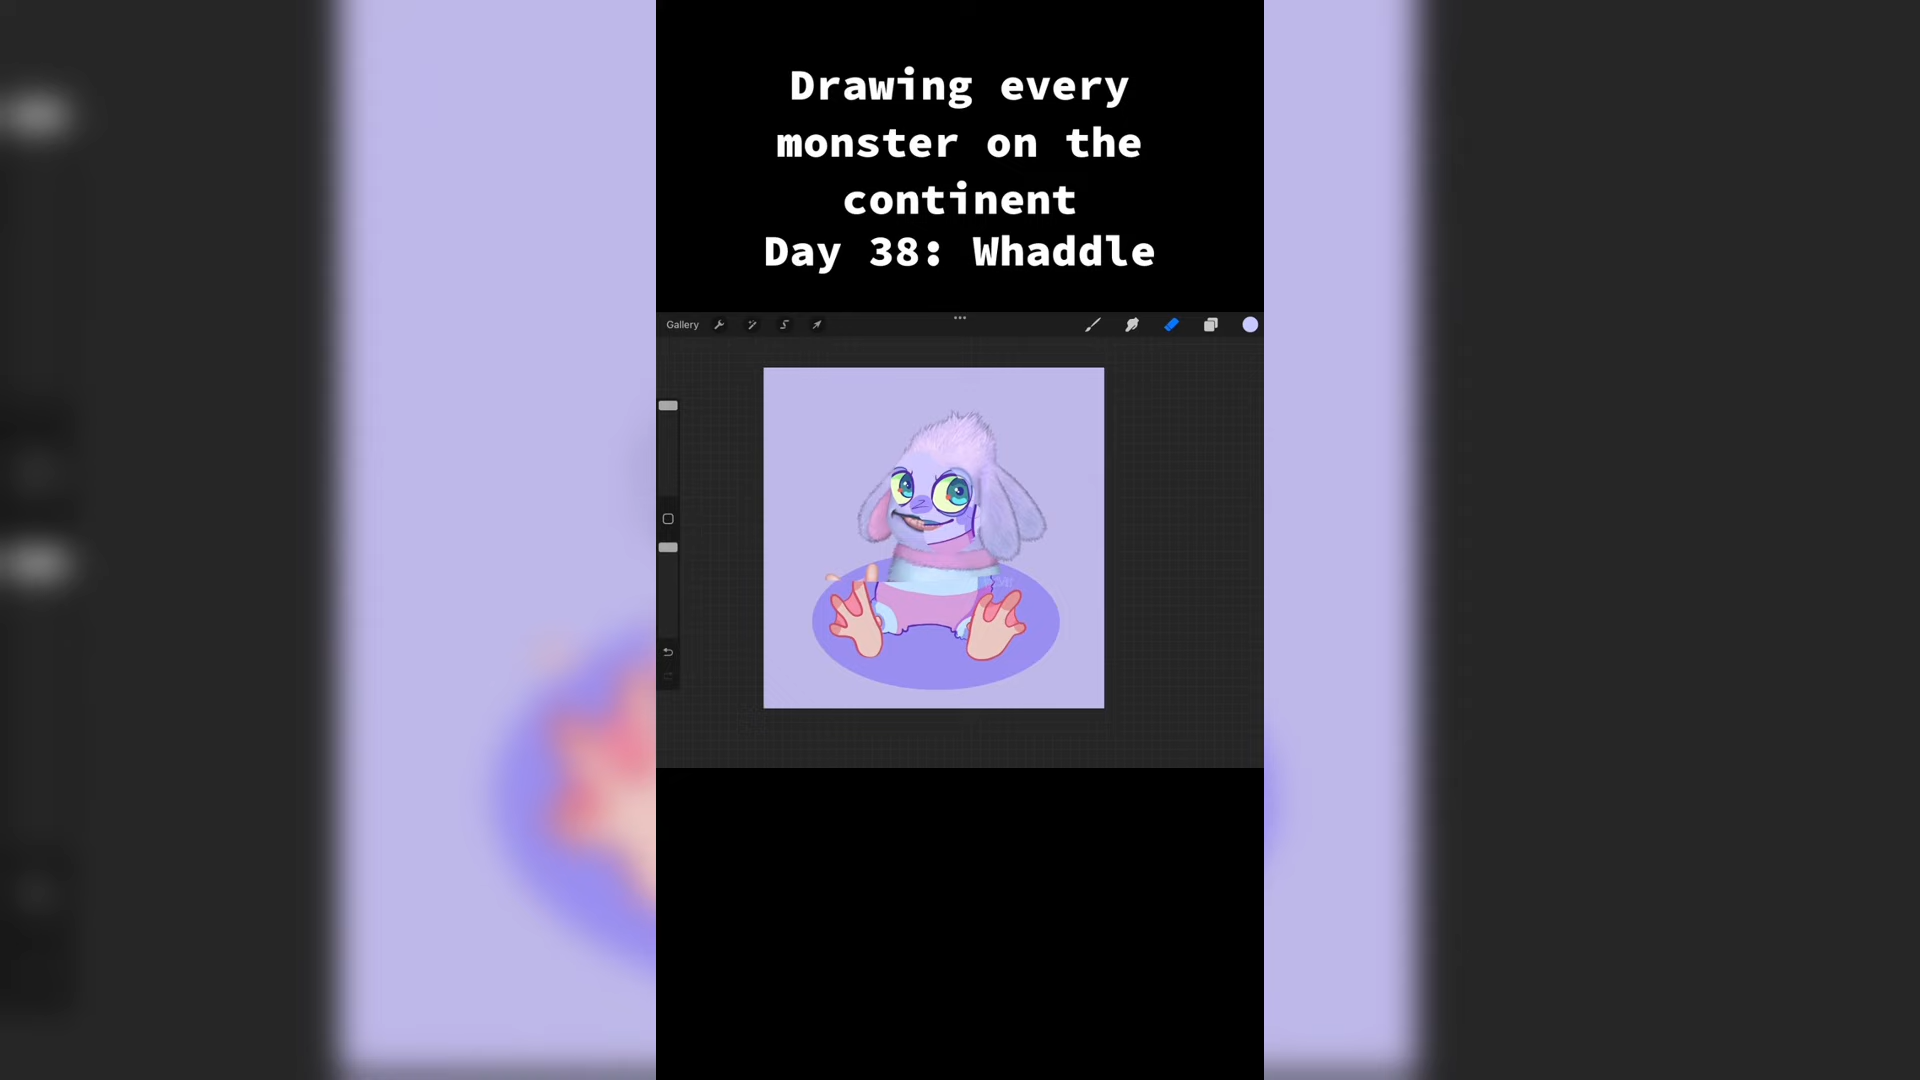 Drawing every
monster on the
continent
Day 38: Whaddle
Gallery